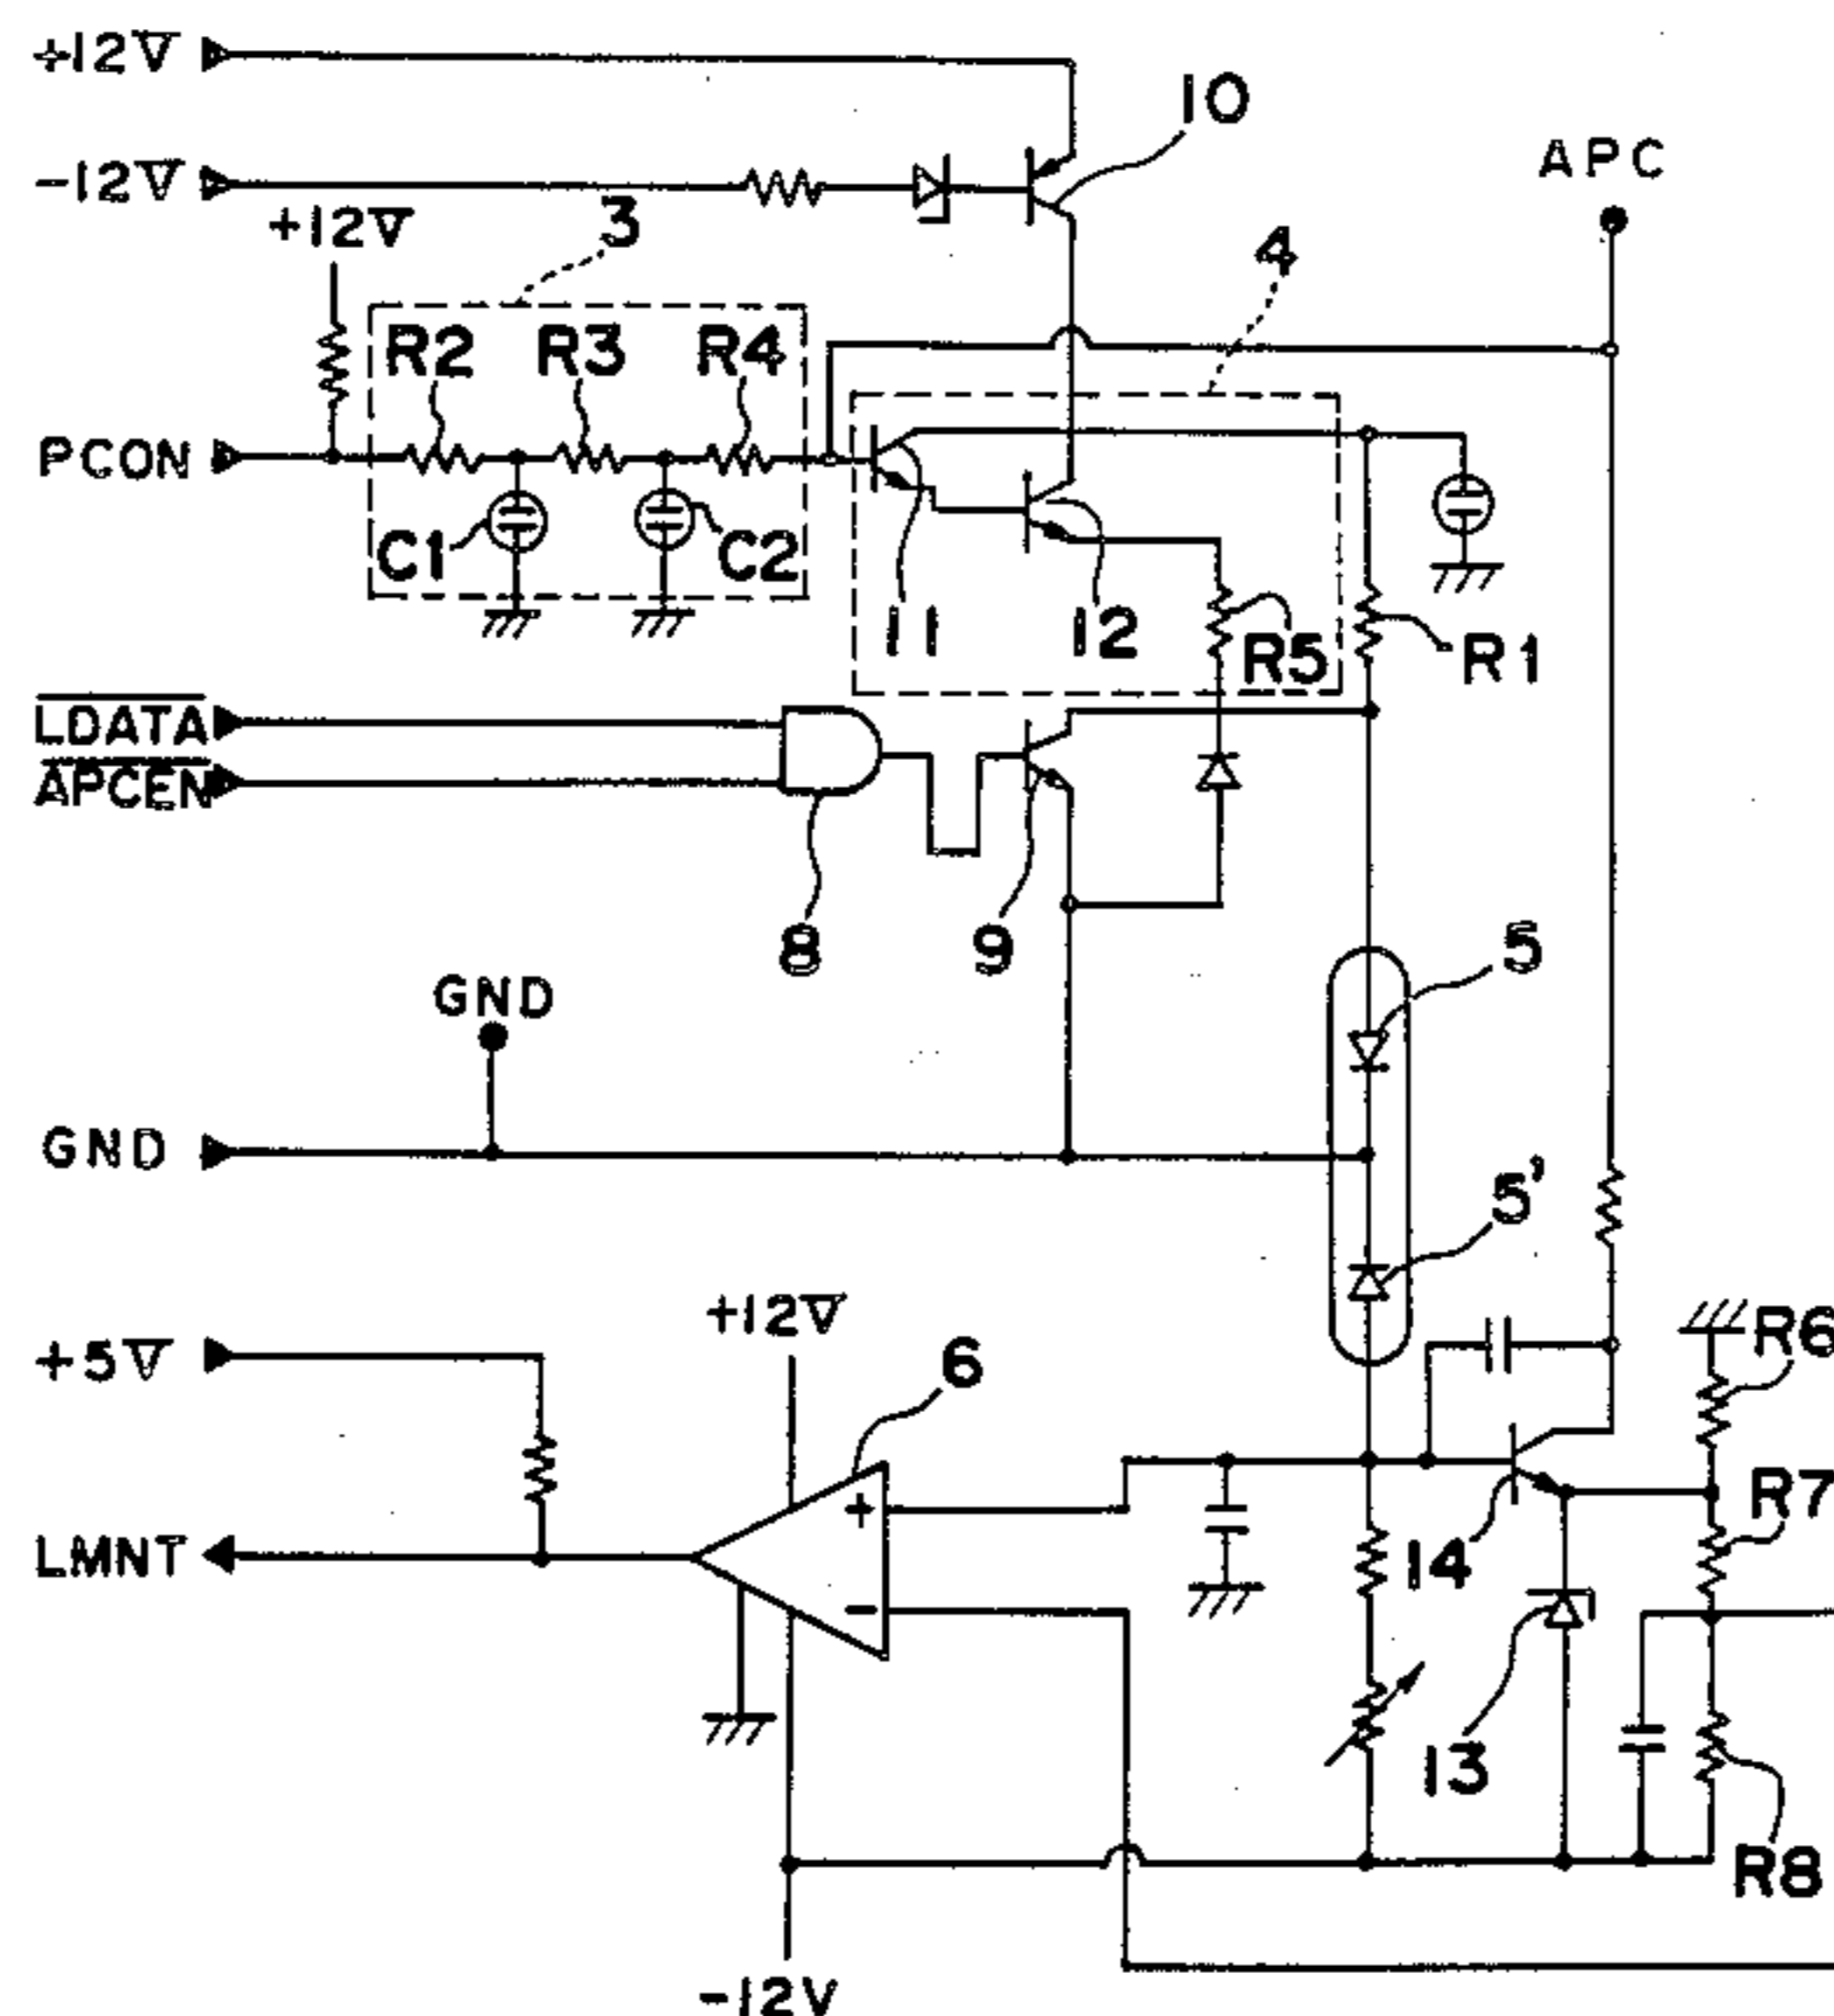 +12V
10
APC
-12V
+12V
3
4
R2
R3
R4
PCON
C1
C2
11
12
R5
R1
LDATA
APCEN
8
9
5
GND
GND
5'
+12V
+5V
6
R6
R7
LMNT
+
14
-
13
R8
-12V